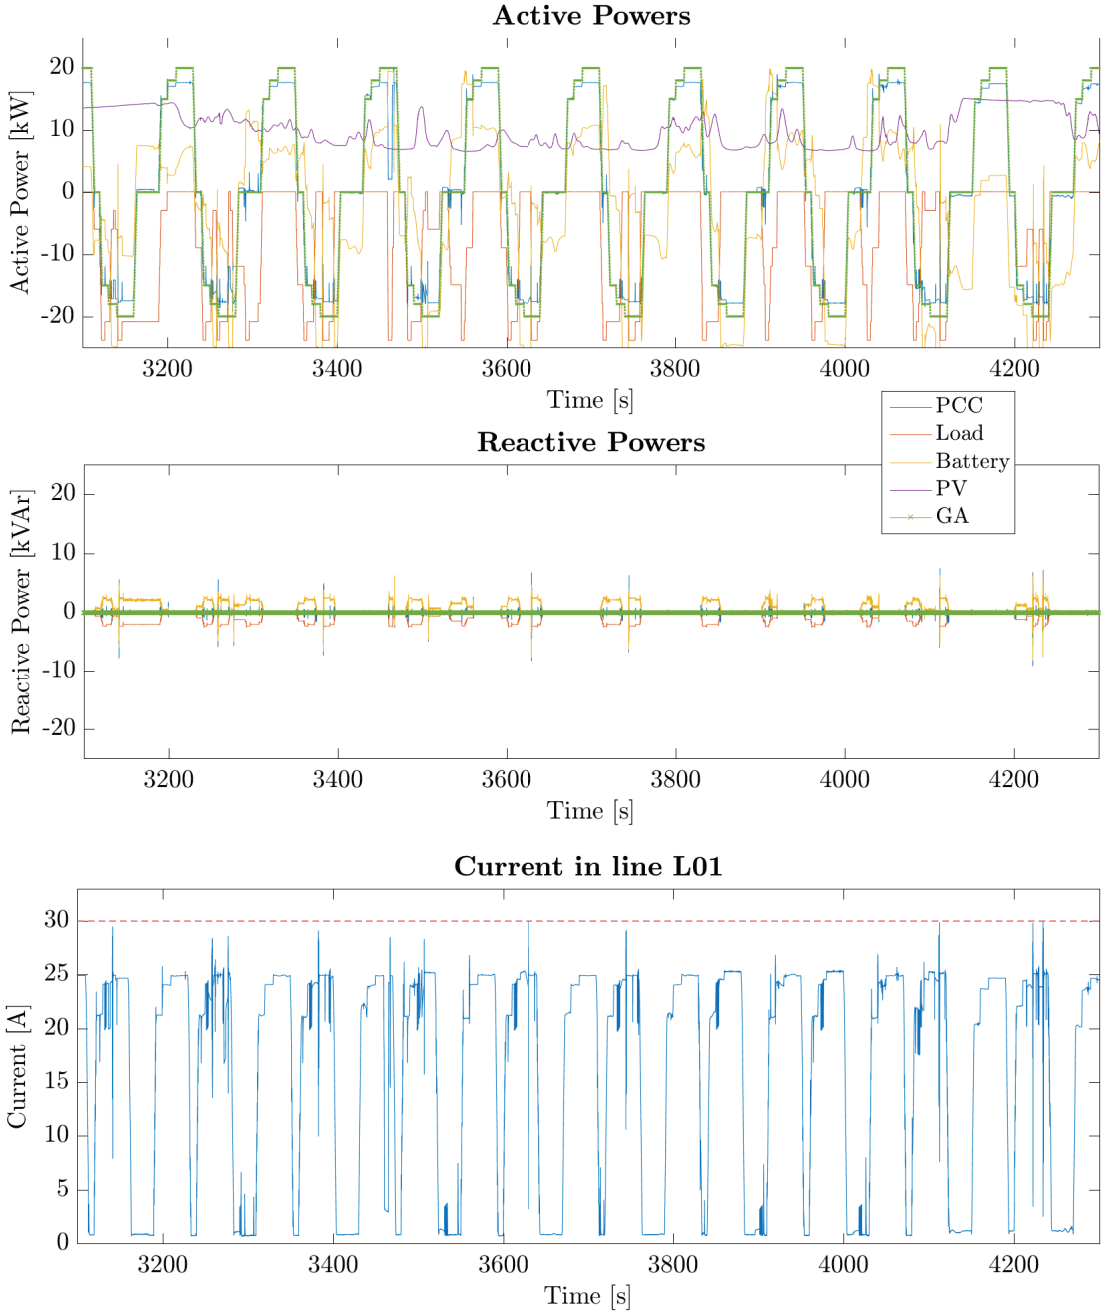 Active Powers
Active Power [kW]
20
10
0
-10
-20
3200 3400 3600 3800 4000 4200
Time [s]
PCC
Load
Battery
PV
GA
Reactive Powers
Reactive Power [kVAr]
20
10
0
-10
-20
3200 3400 3600 3800 4000 4200
Time [s]
Current in line L01
Current [A]
30
25
20
15
10
5
0
3200 3400 3600 3800 4000 4200
Time [s]